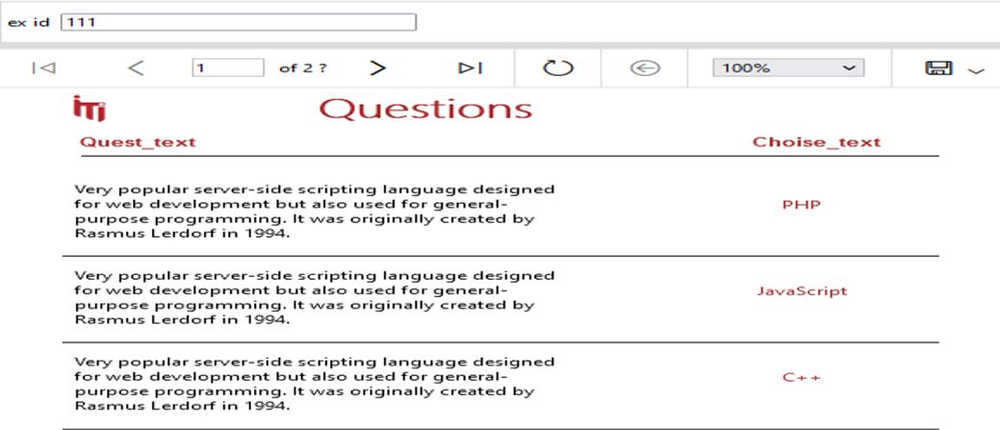 ex id 111
1 of 2 ? 100%
iTi Questions
Quest_text Choise_text
Very popular server-side scripting language designed
for web development but also used for general-
purpose programming. It was originally created by
Rasmus Lerdorf in 1994.
PHP
Very popular server-side scripting language designed
for web development but also used for general-
purpose programming. It was originally created by
Rasmus Lerdorf in 1994.
JavaScript
Very popular server-side scripting language designed
for web development but also used for general-
purpose programming. It was originally created by
Rasmus Lerdorf in 1994.
C++